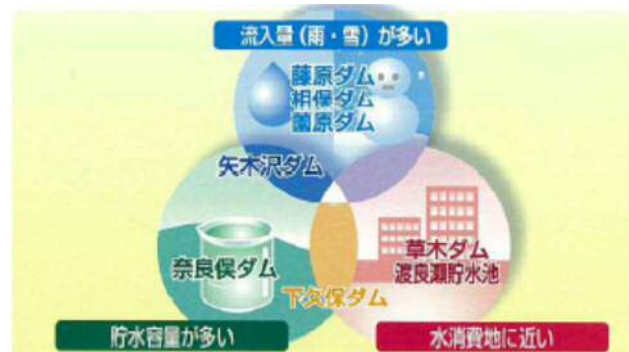 流入量（雨・雪）が多い
藤原ダム
相俣ダム
薗原ダム
矢木沢ダム
奈良俣ダム
下久保ダム
草木ダム
渡良瀬貯水池
貯水容量が多い
水消費地に近い